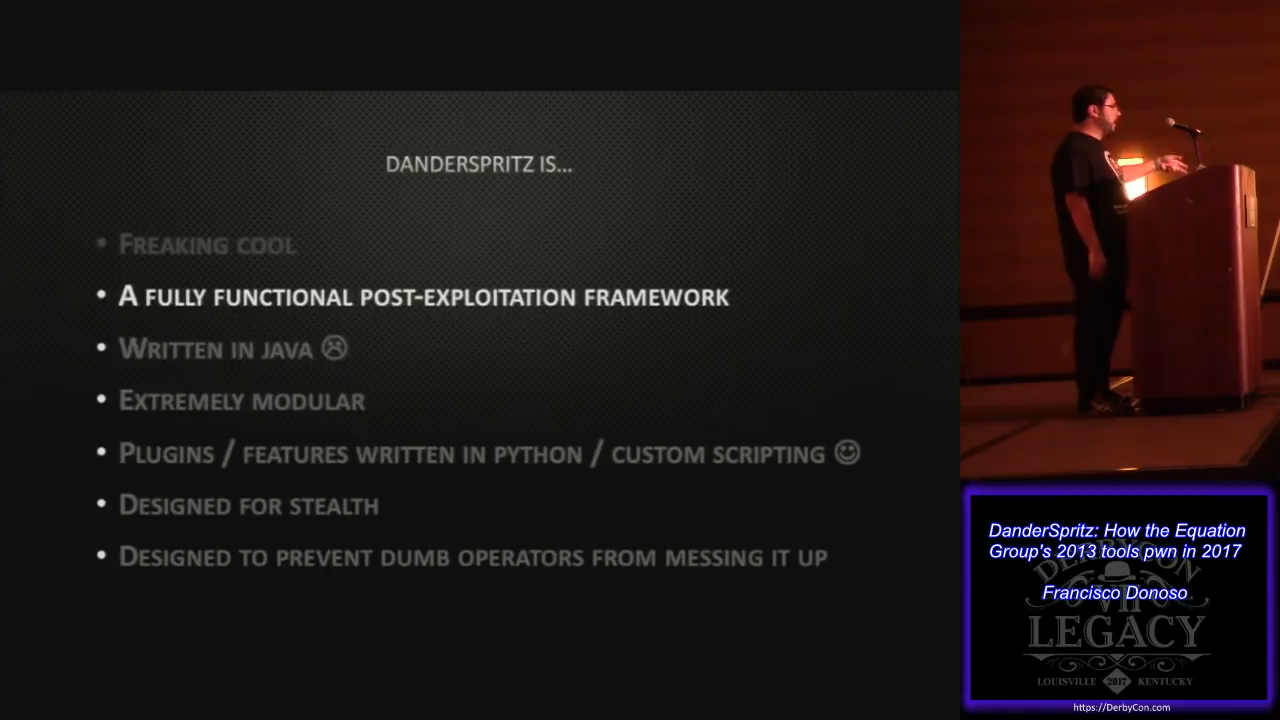 DANDERSPRITZ IS...
• FREAKING COOL
• A FULLY FUNCTIONAL POST-EXPLOITATION FRAMEWORK
• WRITTEN IN JAVA ☹
• EXTREMELY MODULAR
• PLUGINS / FEATURES WRITTEN IN PYTHON / CUSTOM SCRIPTING ☺
• DESIGNED FOR STEALTH
• DESIGNED TO PREVENT DUMB OPERATORS FROM MESSING IT UP
DanderSpritz: How the Equation
Group's 2013 tools pwn in 2017
Francisco Donoso
DERBYCON
VII
LEGACY
LOUISVILLE 2017 KENTUCKY
https://DerbyCon.com